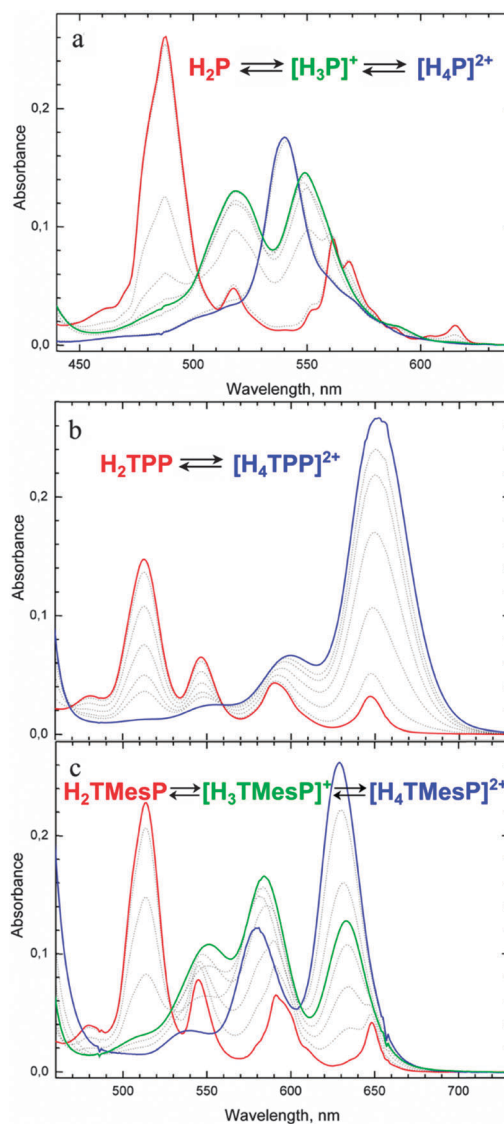 a
H₂P ⇌ [H₃P]⁺ ⇌ [H₄P]²⁺
Absorbance
0,2
0,1
0,0
450 500 550 600
Wavelength, nm
b
H₂TPP ⇌ [H₄TPP]²⁺
Absorbance
0,2
0,1
0,0
c
H₂TMesP ⇌ [H₃TMesP]⁺ ⇌ [H₄TMesP]²⁺
Absorbance
0,2
0,1
0,0
500 550 600 650 700
Wavelength, nm